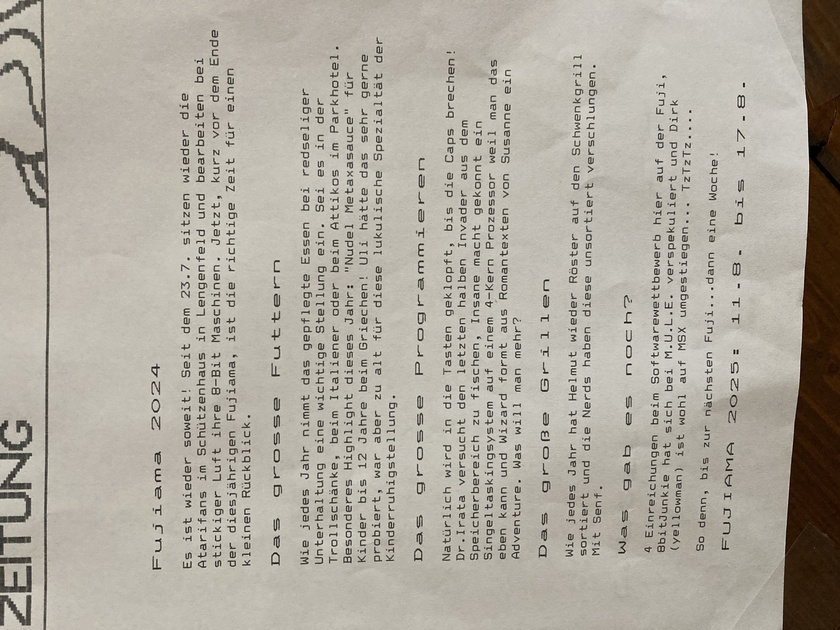 ZEITUNG
Fujiama 2024
Es ist wieder soweit! Seit dem 23.7. sitzen wieder die
Atarifans im Schützenhaus in Lengenfeld und bearbeiten bei
stickiger Luft ihre 8-Bit Maschinen. Jetzt, kurz vor dem Ende
der diesjährigen Fujiama, ist die richtige Zeit für einen
kleinen Rückblick.
Das grosse Futtern
Wie jedes Jahr nimmt das gepflegte Essen bei redseliger
Unterhaltung eine wichtige Stellung ein. Sei es in der
Trollschänke, beim Italiener oder beim Attikos im Parkhotel.
Besonderes Highlight dieses Jahr: "Nudel Metaxasauce" für
Kinder bis 12 Jahre beim Griechen! Uli hätte das sehr gerne
probiert, war aber zu alt für diese lukulische Spezialtät der
Kinderruhigstellung.
Das grosse Programmieren
Natürlich wird in die Tasten geklopft, bis die Caps brechen!
Dr.Irata versucht den letzten halben Invader aus dem
Speicherbereich zu fischen, Insane macht gekonnt ein
Singeltaskingsystem auf einem 4-Kern Prozessor weil man das
eben kann und Wizard formt aus Romantexten von Susanne ein
Adventure. Was will man mehr?
Das große Grillen
Wie jedes Jahr hat Helmut wieder Röster auf den Schwenkgrill
sortiert und die Nerds haben diese unsortiert verschlungen.
Mit Senf.
Was gab es noch?
4 Einreichungen beim Softwarewettbewerb hier auf der Fuji,
8bitJunkie hat sich bei M.U.L.E. verspekuliert und Dirk
(yellowman) ist wohl auf MSX umgestiegen... TzTzTz....
So denn, bis zur nächsten Fuji...dann eine Woche!
FUJIAMA 2025: 11.8. bis 17.8.